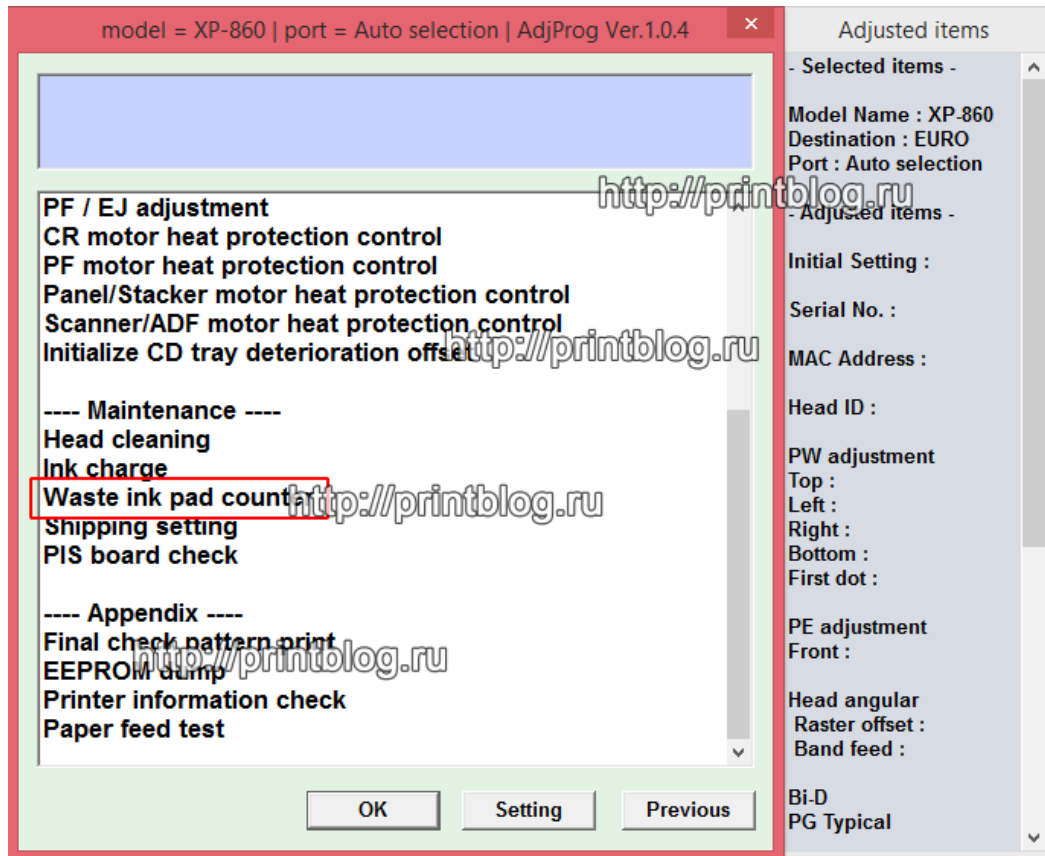 model = XP-860 | port = Auto selection | AdjProg Ver.1.0.4
PF / EJ adjustment
CR motor heat protection control
PF motor heat protection control
Panel/Stacker motor heat protection control
Scanner/ADF motor heat protection control
Initialize CD tray deterioration offset
---- Maintenance ----
Head cleaning
Ink charge
Waste ink pad counter
Shipping setting
PIS board check
---- Appendix ----
Final check pattern print
EEPROM dump
Printer information check
Paper feed test
OK
Setting
Previous
Adjusted items
- Selected items -
Model Name : XP-860
Destination : EURO
Port : Auto selection
- Adjusted items -
Initial Setting :
Serial No. :
MAC Address :
Head ID :
PW adjustment
Top :
Left :
Right :
Bottom :
First dot :
PE adjustment
Front :
Head angular
Raster offset :
Band feed :
Bi-D
PG Typical
http://printblog.ru
http://printblog.ru
http://printblog.ru
http://printblog.ru